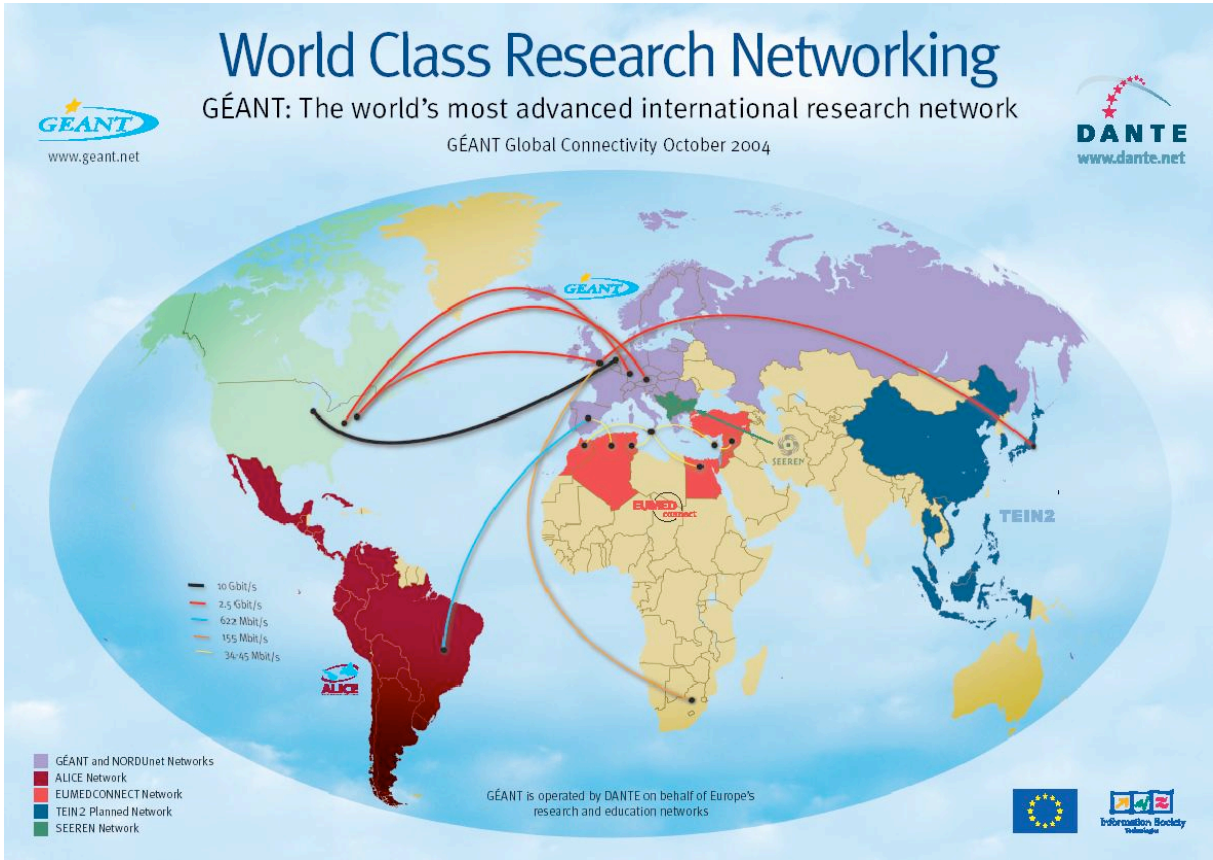 World Class Research Networking
GÉANT: The world's most advanced international research network
GÉANT Global Connectivity October 2004
GÉANT
www.geant.net
DANTE
www.dante.net
GÉANT
SEEREN
EUMED
connect
TEIN2
10 Gbit/s
2.5 Gbit/s
622 Mbit/s
155 Mbit/s
34-45 Mbit/s
ALICE
GÉANT and NORDUnet Networks
ALICE Network
EUMEDCONNECT Network
TEIN2 Planned Network
SEEREN Network
GÉANT is operated by DANTE on behalf of Europe's
research and education networks
Information Society
Technologies